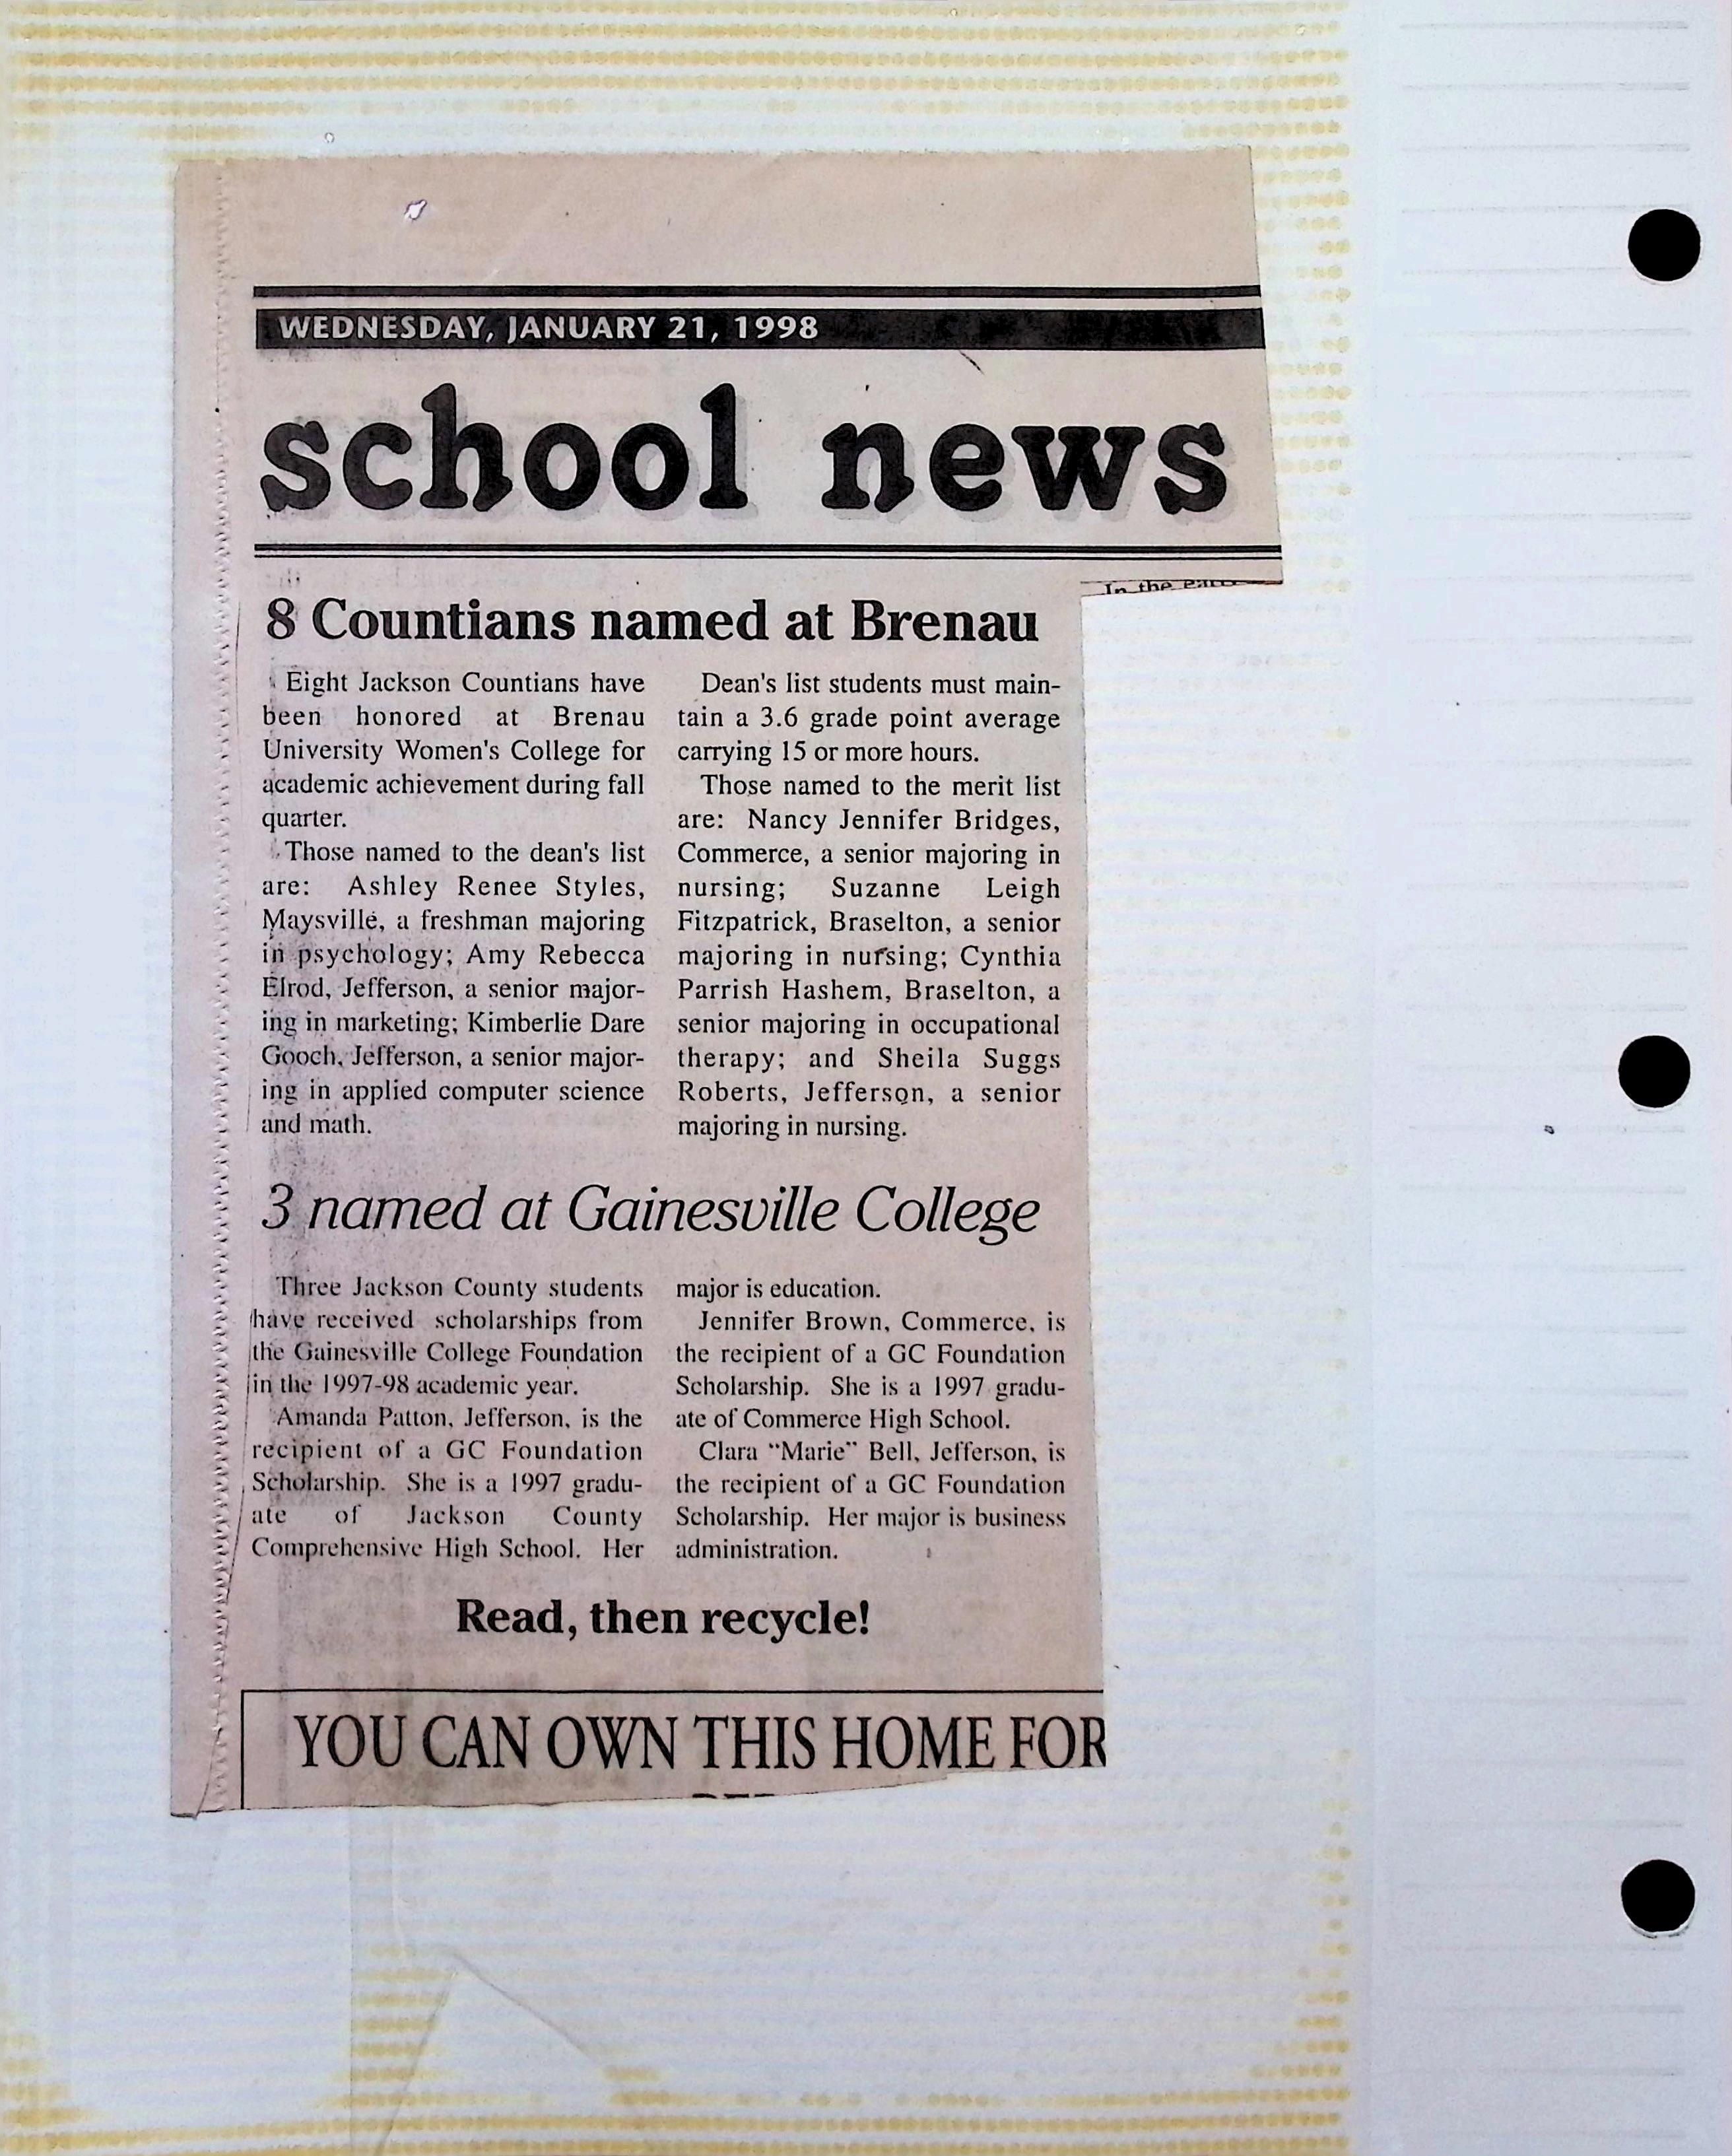 WEDNESDAY, JANUARY 21, 1998
school news
In the
8 Countians named at Brenau
Eight Jackson Countians have
been honored at Brenau
University Women's College for
academic achievement during fall
quarter.
Those named to the dean's list
are: Ashley Renee Styles,
Maysville, a freshman majoring
in psychology; Amy Rebecca
Elrod, Jefferson, a senior major-
ing in marketing; Kimberlie Dare
Gooch, Jefferson, a senior major-
ing in applied computer science
and math.
Dean's list students must main-
tain a 3.6 grade point average
carrying 15 or more hours.
Those named to the merit list
are: Nancy Jennifer Bridges,
Commerce, a senior majoring in
nursing; Suzanne Leigh
Fitzpatrick, Braselton, a senior
majoring in nursing; Cynthia
Parrish Hashem, Braselton, a
senior majoring in occupational
therapy; and Sheila Suggs
Roberts, Jefferson, a senior
majoring in nursing.
3 named at Gainesville College
Three Jackson County students
have received scholarships from
the Gainesville College Foundation
in the 1997-98 academic year.
Amanda Patton, Jefferson, is the
recipient of a GC Foundation
Scholarship. She is a 1997 gradu-
ate of Jackson County
Comprehensive High School. Her
major is education.
Jennifer Brown, Commerce, is
the recipient of a GC Foundation
Scholarship. She is a 1997 gradu-
ate of Commerce High School.
Clara “Marie” Bell, Jefferson, is
the recipient of a GC Foundation
Scholarship. Her major is business
administration.
Read, then recycle!
YOU CAN OWN THIS HOME FOR